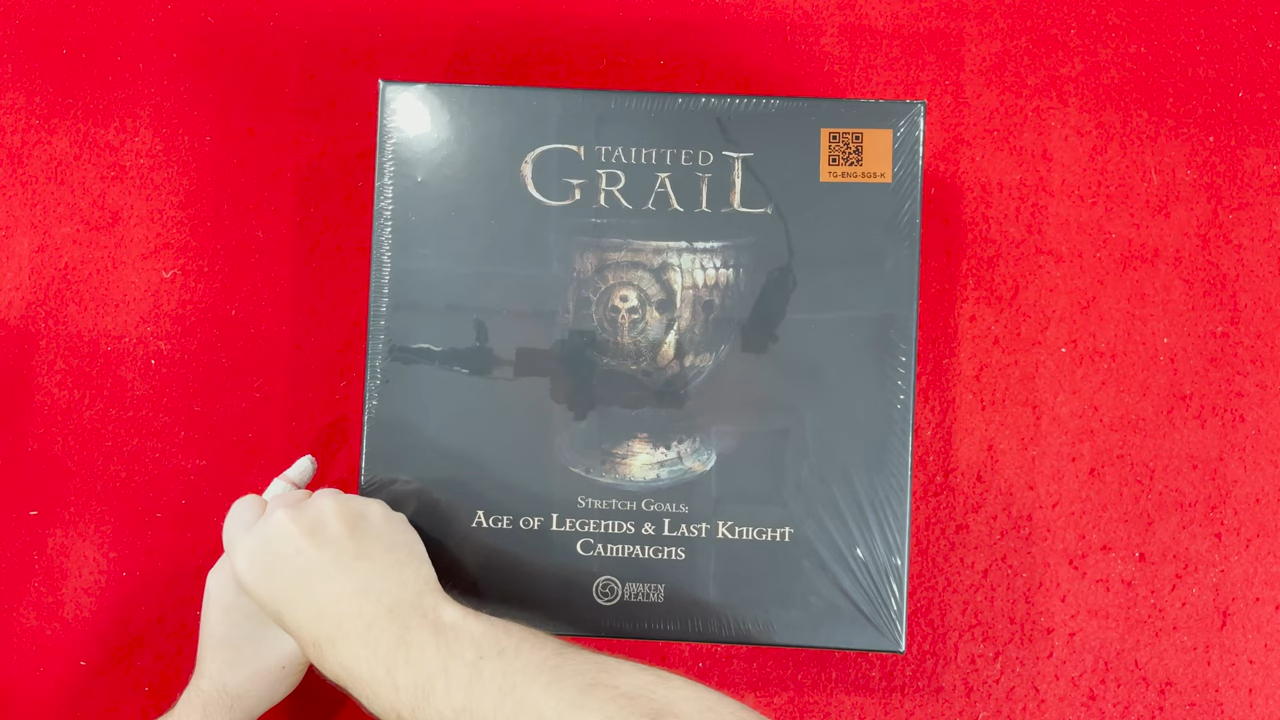 TAINTED
GRAIL
TG-ENG-SGS-K
STRETCH GOALS:
AGE OF LEGENDS & LAST KNIGHT
CAMPAIGNS
AWAKEN
REALMS